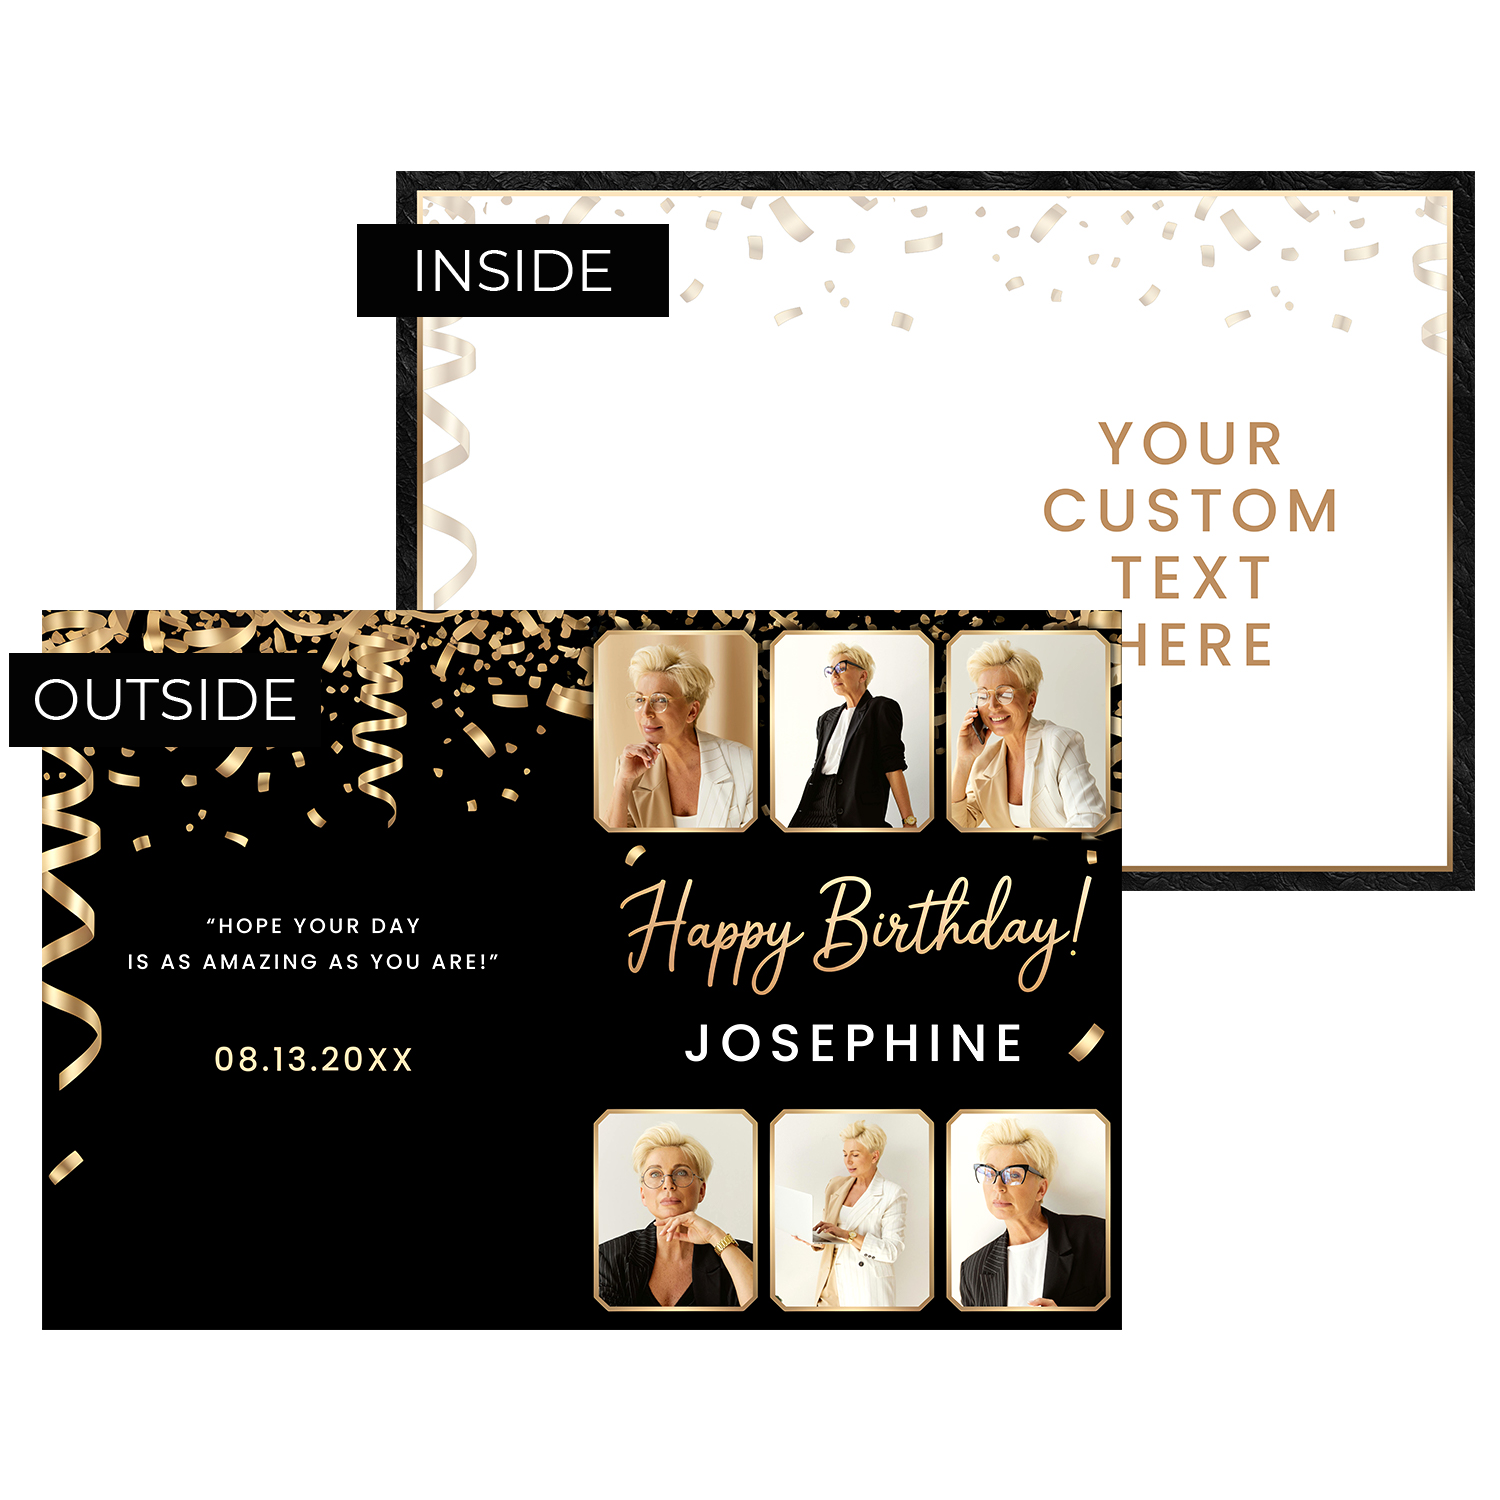 INSIDE
YOUR
CUSTOM
TEXT
HERE
OUTSIDE
“HOPE YOUR DAY
IS AS AMAZING AS YOU ARE!”
08.13.20XX
Happy Birthday!
JOSEPHINE